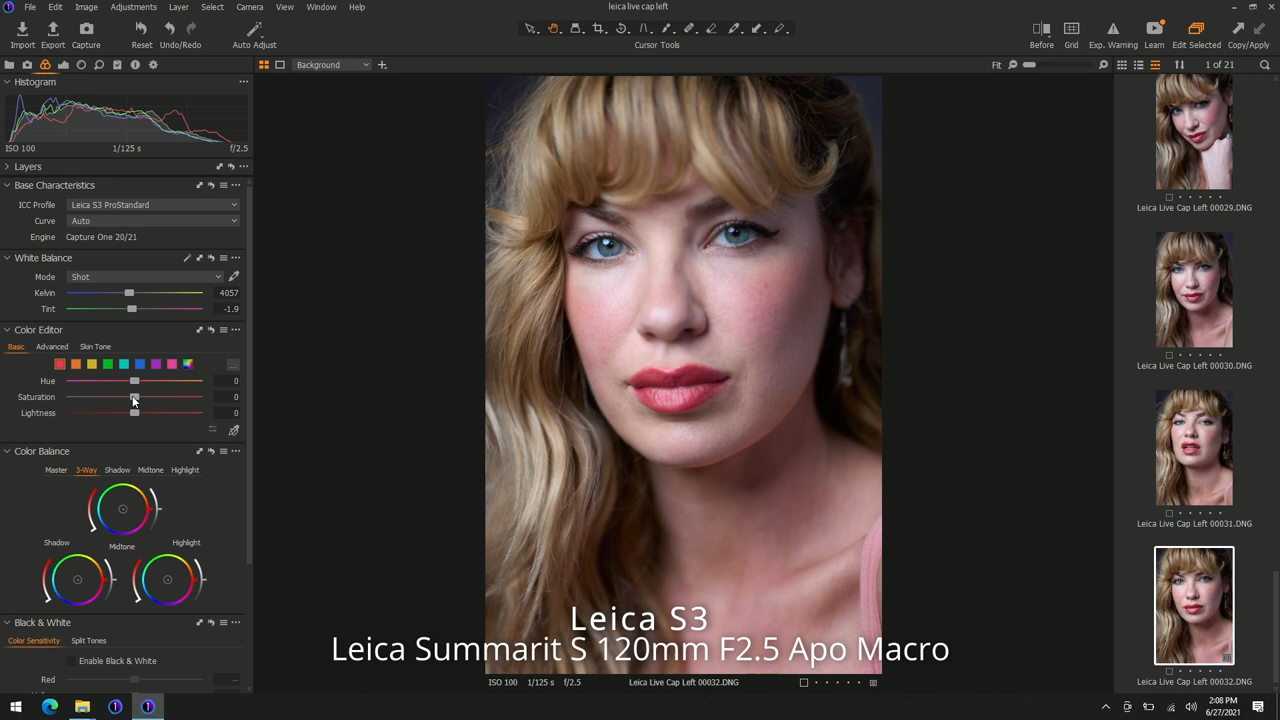 File Edit Camera Image Adjustments Layer Select View Window Help
leica live cap left
Import Export Capture Reset Undo/Redo Auto Adjust Cursor Tools Before Grid Exp. Warning Learn Edit Selected Copy/Apply
Background Fit 1 of 21
Histogram
ISO 100 1/125 s f/2.5
Layers
Base Characteristics
ICC Profile Leica S3 ProStandard
Curve Auto
Engine Capture One 20/21
White Balance
Mode Shot
Kelvin 4057
Tint -1.9
Color Editor
Basic Advanced Skin Tone
Hue 0
Saturation 0
Lightness 0
Color Balance
Master 3-Way Shadow Midtone Highlight
Shadow Midtone Highlight
Black & White
Color Sensitivity Split Tones
Enable Black & White
Red --
Leica S3
Leica Summarit S 120mm F2.5 Apo Macro
ISO 100 1/125 s f/2.5 Leica Live Cap Left 00032.DNG
Leica Live Cap Left 00029.DNG
Leica Live Cap Left 00030.DNG
Leica Live Cap Left 00031.DNG
Leica Live Cap Left 00032.DNG
2:08 PM
6/27/2021